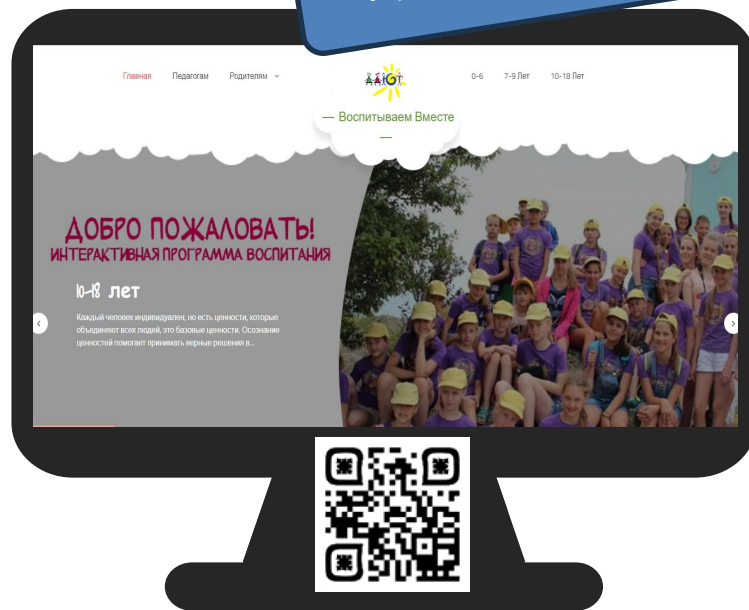 Главная Педагогам Родителям 0-6 7-9 Лет 10-18 Лет
ДДЮТ
— Воспитываем Вместе
—
ДОБРО ПОЖАЛОВАТЬ!
ИНТЕРАКТИВНАЯ ПРОГРАММА ВОСПИТАНИЯ
10-18 лет
Каждый человек индивидуален, но есть ценности, которые
объединяют всех людей, это базовые ценности. Осознание
ценностей помогает принимать верные решения в...